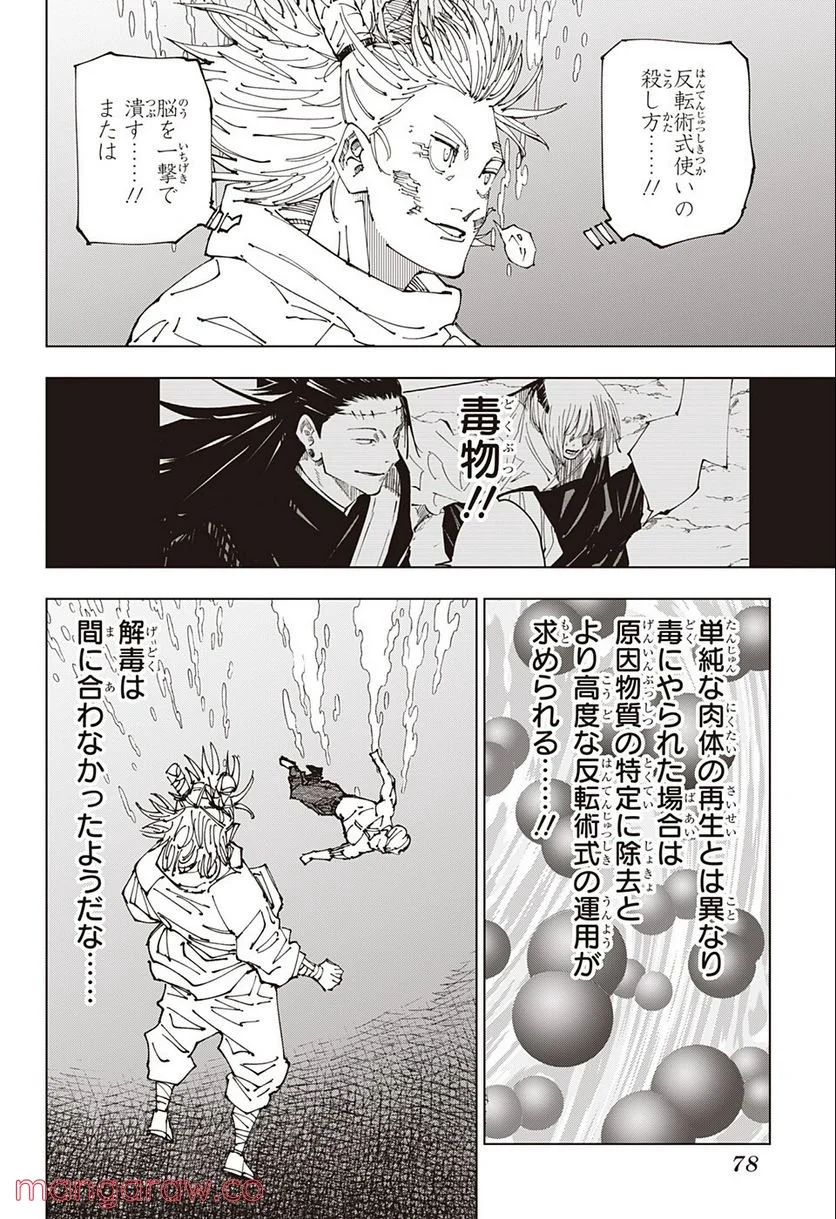 反転術式使いの
殺し方……!!
脳を一撃で
潰す……!!
または
毒物!!
単純な肉体の再生とは異なり
毒にやられた場合は
原因物質の特定に除去と
より高度な反転術式の運用が
求められる………!!
解毒は
間に合わなかったようだな……
78
mangaraw.co